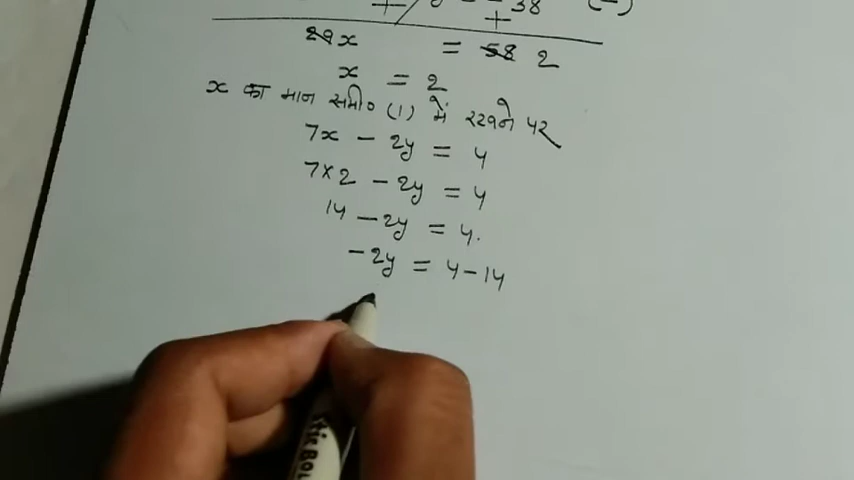 38 (-)
+ +
29x = 58 2
x = 2
x का मान समी० (1) में रखने पर
7x - 2y = 4
7×2 - 2y = 4
14 - 2y = 4.
-2y = 4-14